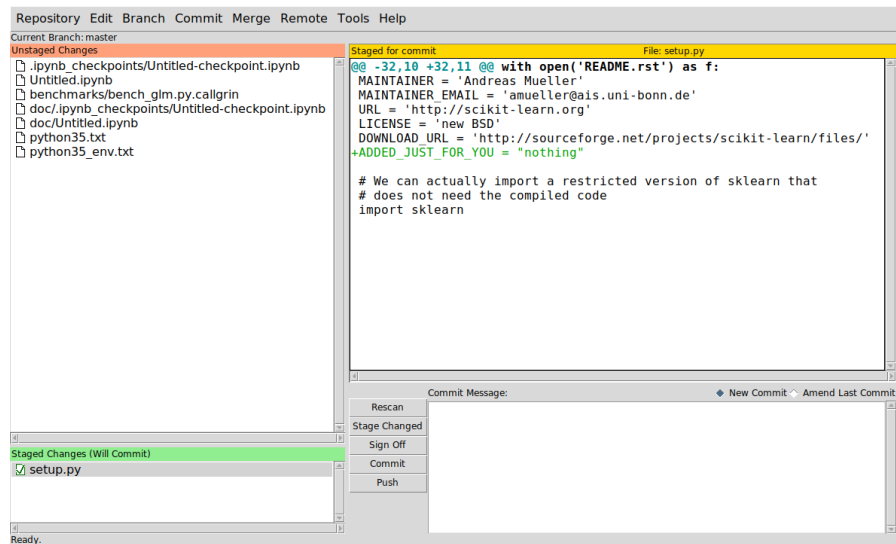 Repository Edit Branch Commit Merge Remote Tools Help
Current Branch: master
Unstaged Changes
.ipynb_checkpoints/Untitled-checkpoint.ipynb
Untitled.ipynb
benchmarks/bench_glm.py.callgrin
doc/.ipynb_checkpoints/Untitled-checkpoint.ipynb
doc/Untitled.ipynb
python35.txt
python35_env.txt
Staged Changes (Will Commit)
setup.py
Ready.
Staged for commit File: setup.py
@@ -32,10 +32,11 @@ with open('README.rst') as f:
 MAINTAINER = 'Andreas Mueller'
 MAINTAINER_EMAIL = 'amueller@ais.uni-bonn.de'
 URL = 'http://scikit-learn.org'
 LICENSE = 'new BSD'
 DOWNLOAD_URL = 'http://sourceforge.net/projects/scikit-learn/files/'
+ADDED_JUST_FOR_YOU = "nothing"
 # We can actually import a restricted version of sklearn that
 # does not need the compiled code
 import sklearn
Commit Message: New Commit Amend Last Commit
Rescan
Stage Changed
Sign Off
Commit
Push